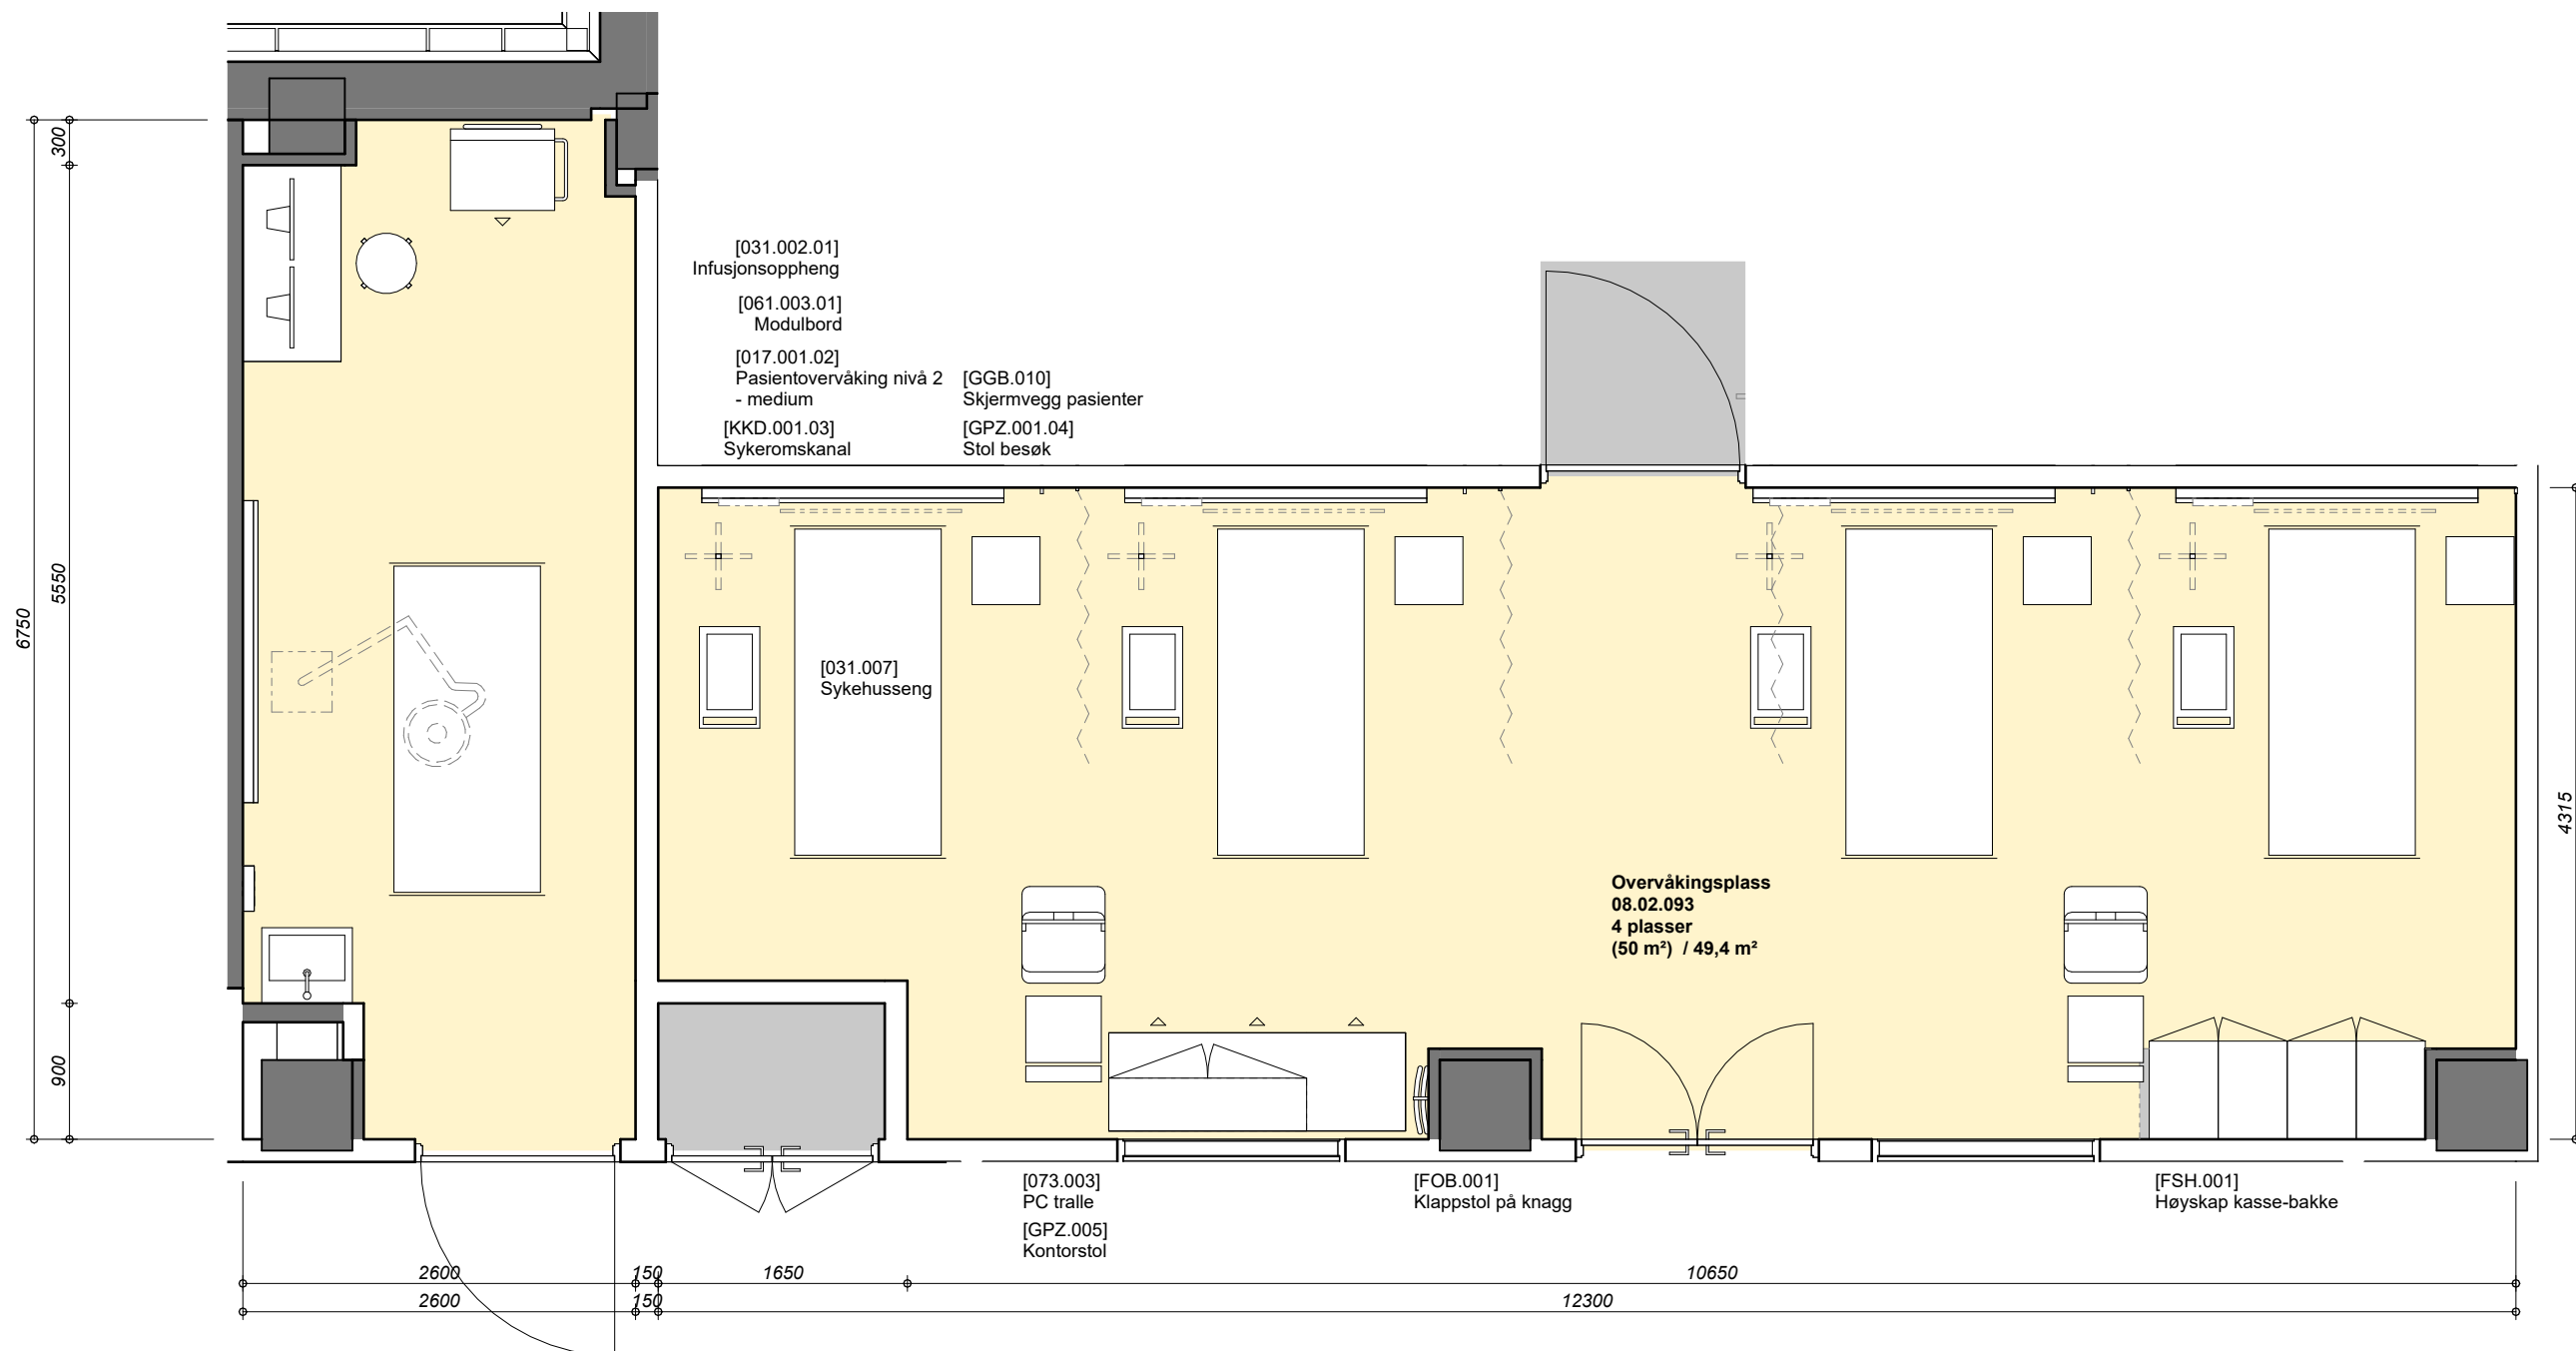 300
5550
6750
900
[031.002.01]
Infusjonsoppheng
[061.003.01]
Modulbord
[017.001.02]
Pasientovervåking nivå 2
- medium
[KKD.001.03]
Sykeromskanal
[GGB.010]
Skjermvegg pasienter
[GPZ.001.04]
Stol besøk
[031.007]
Sykehusseng
Overvåkingsplass
08.02.093
4 plasser
(50 m²) / 49,4 m²
4315
[073.003]
PC tralle
[GPZ.005]
Kontorstol
[FOB.001]
Klappstol på knagg
[FSH.001]
Høyskap kasse-bakke
2600 150 1650 10650
2600 150 12300